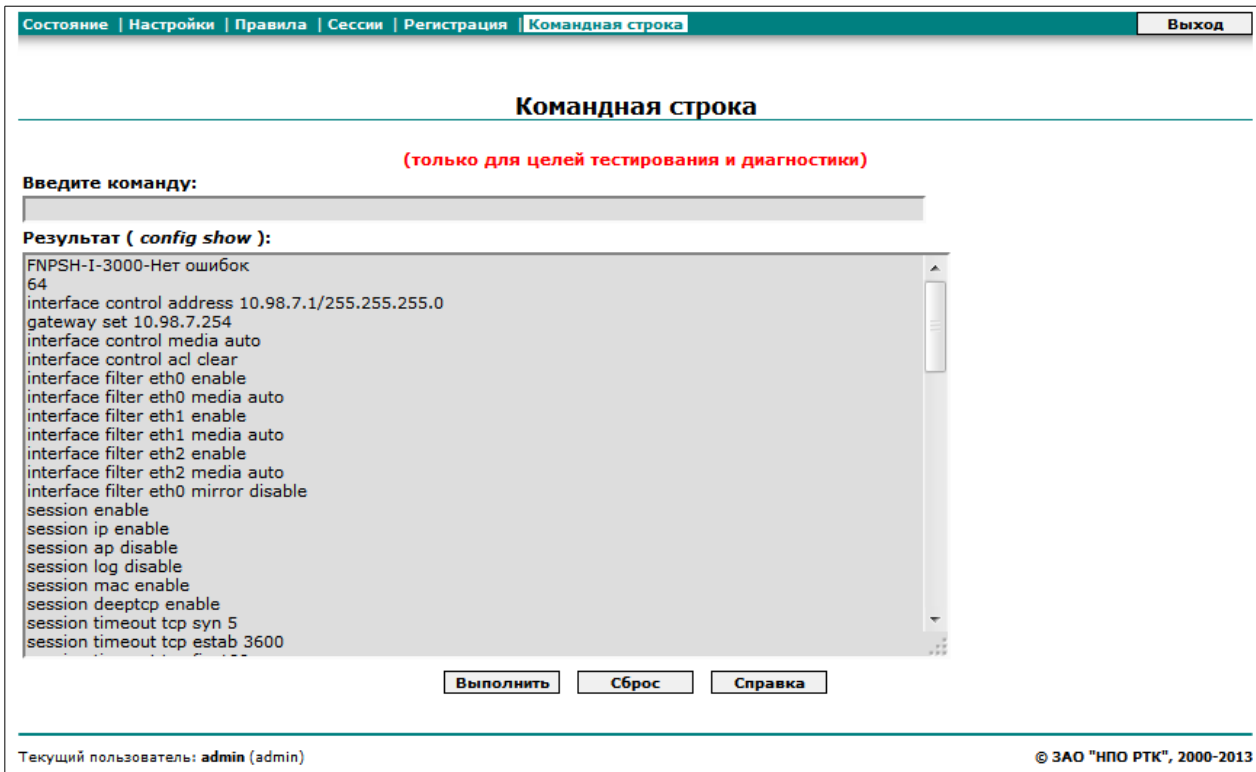 Состояние | Настройки | Правила | Сессии | Регистрация | Командная строка Выход
Командная строка
(только для целей тестирования и диагностики)
Введите команду:
Результат ( config show ):
FNPSH-I-3000-Нет ошибок
64
interface control address 10.98.7.1/255.255.255.0
gateway set 10.98.7.254
interface control media auto
interface control acl clear
interface filter eth0 enable
interface filter eth0 media auto
interface filter eth1 enable
interface filter eth1 media auto
interface filter eth2 enable
interface filter eth2 media auto
interface filter eth0 mirror disable
session enable
session ip enable
session ap disable
session log disable
session mac enable
session deeptcp enable
session timeout tcp syn 5
session timeout tcp estab 3600
Выполнить Сброс Справка
Текущий пользователь: admin (admin) © ЗАО "НПО РТК", 2000-2013